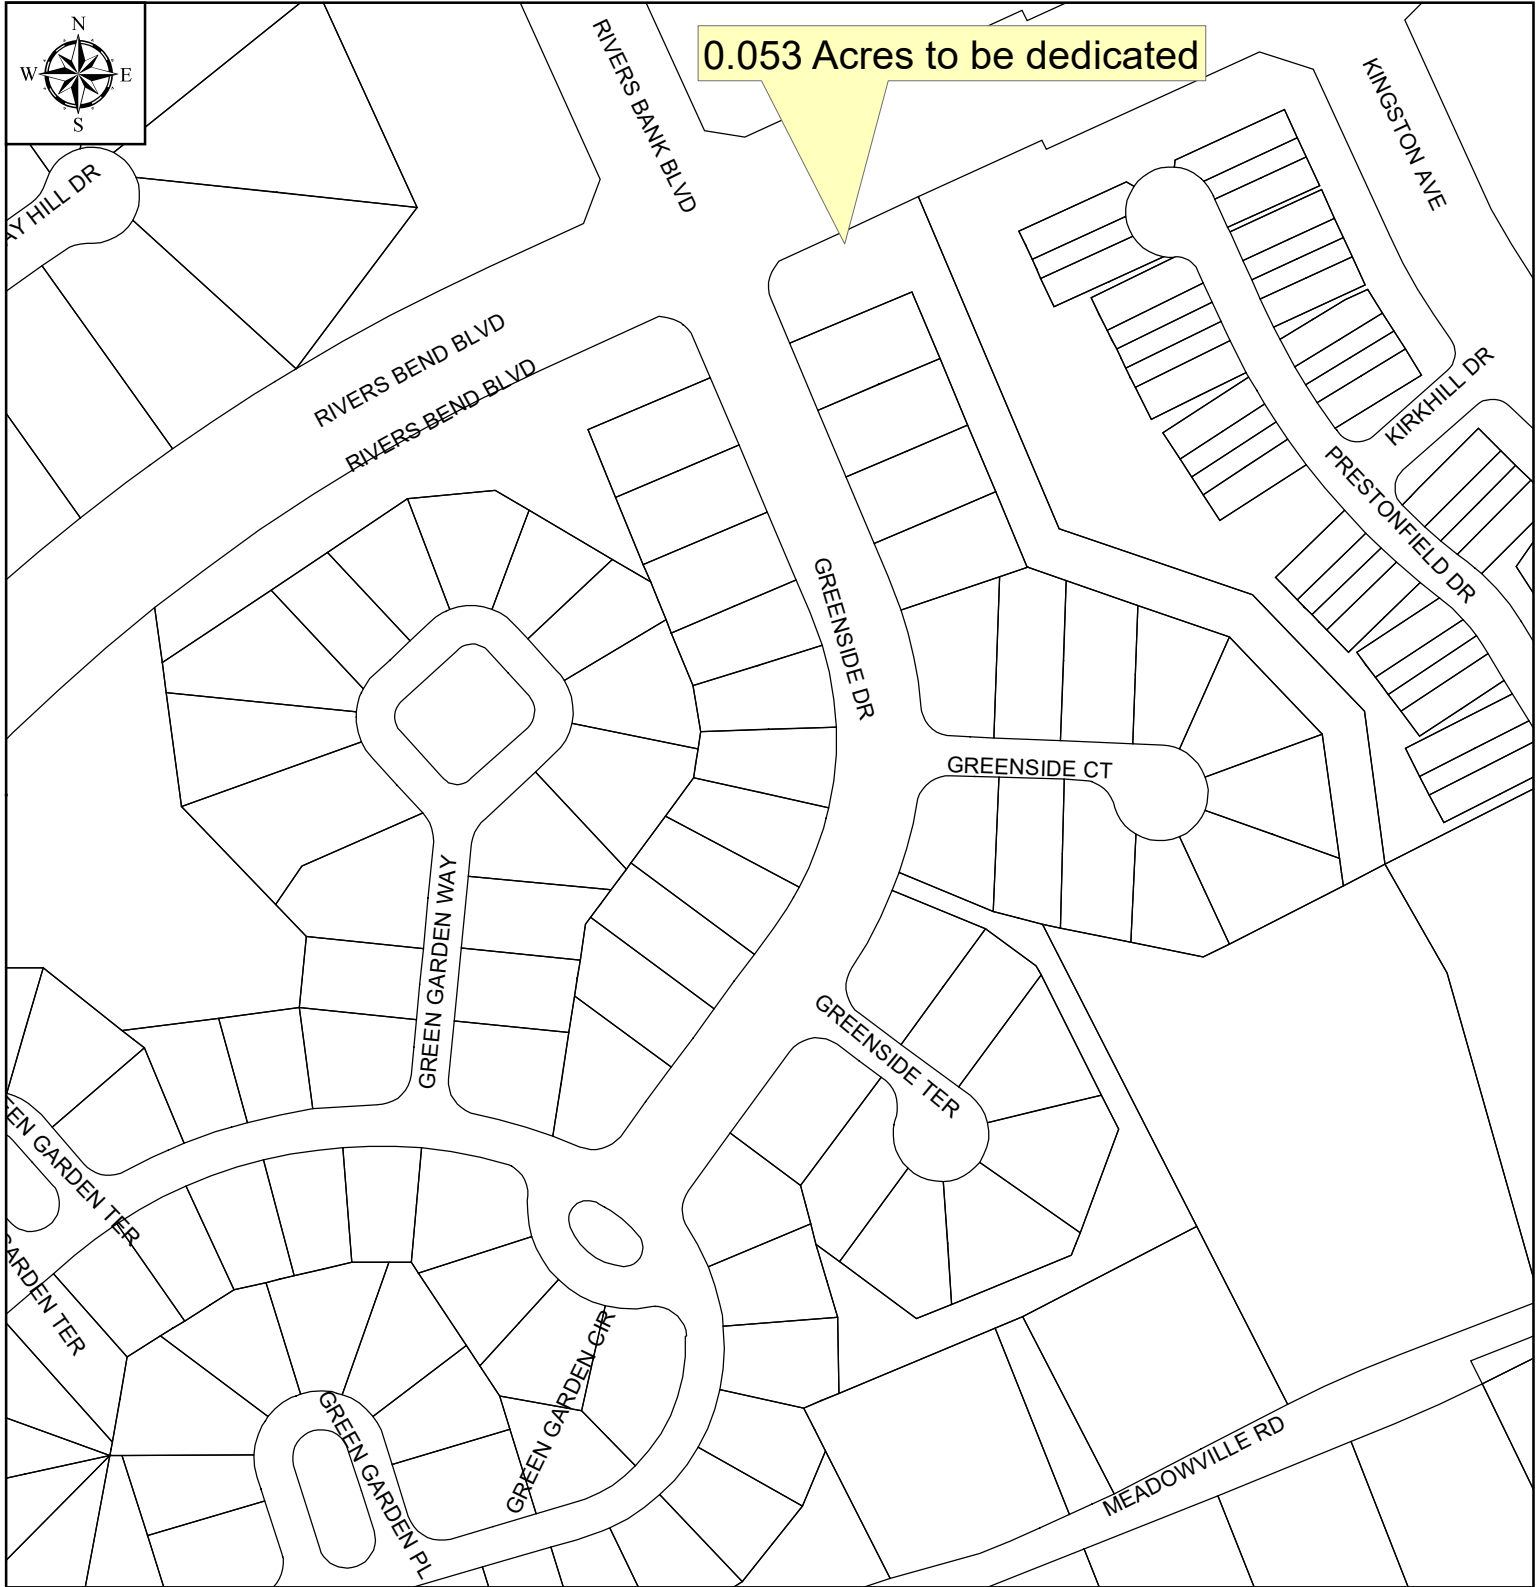 N
W E
S
0.053 Acres to be dedicated
RIVERS BANK BLVD
KINGSTON AVE
AY HILL DR
RIVERS BEND BLVD
RIVERS BEND BLVD
KIRKHILL DR
PRESTONFIELD DR
GREENSIDE DR
GREENSIDE CT
GREEN GARDEN WAY
GREENSIDE TER
EEN GARDEN TER
GARDEN TER
GREEN GARDEN CIR
GREEN GARDEN PL
MEADOWVILLE RD